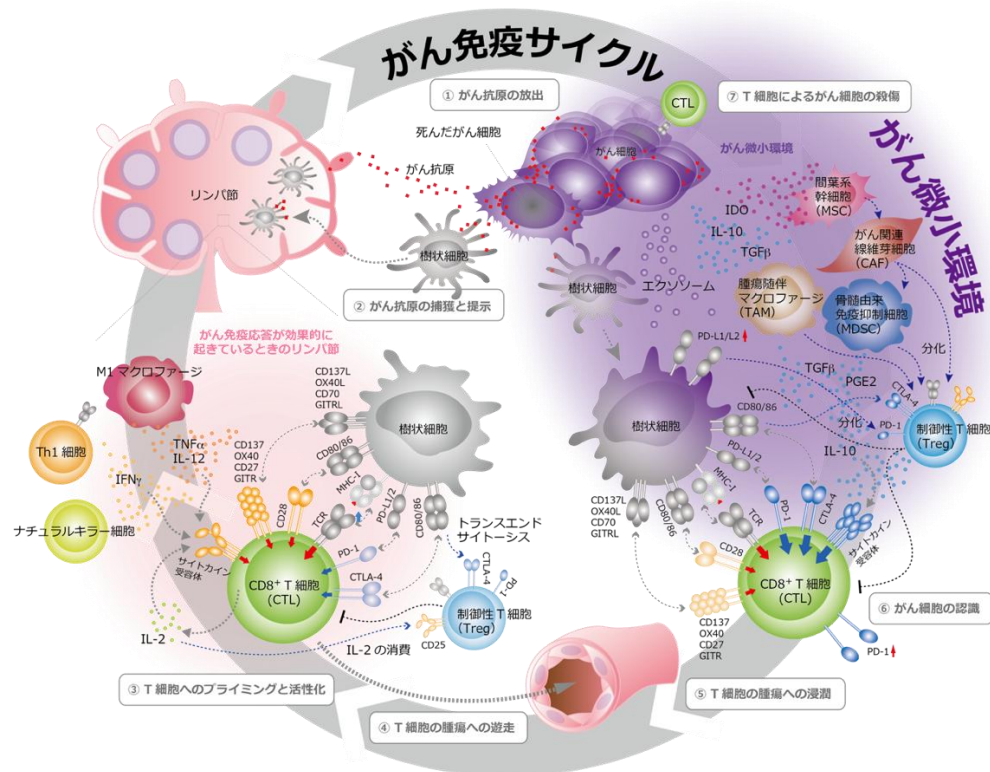 がん免疫サイクル
① がん抗原の放出
⑦ T 細胞によるがん細胞の殺傷
CTL
死んだがん細胞
がん細胞
がん微小環境
がん微小環境
がん抗原
リンパ節
間葉系
幹細胞
(MSC)
IDO
IL-10
TGFβ
がん関連
線維芽細胞
(CAF)
樹状細胞
樹状細胞
エクソソーム
腫瘍随伴
マクロファージ
(TAM)
骨髄由来
免疫抑制細胞
(MDSC)
② がん抗原の捕獲と提示
がん免疫応答が効果的に
起きているときのリンパ節
PD-L1/L2
分化
M1 マクロファージ
CD137L
OX40L
CD70
GITRL
TGFβ
PGE2
CTLA-4
CD80/86
樹状細胞
樹状細胞
分化
PD-1
制御性 T 細胞
(Treg)
Th1 細胞
TNFα
IL-12
CD137
OX40
CD27
GITR
CD80/86
PD-L1/2
IL-10
IFNγ
CD28
TCR
MHC-I
PD-L1/2
CD80/86
CD137L
OX40L
CD70
GITRL
CD80/86
MHC-I
TCR
PD-1
CTLA-4
サイトカイン
受容体
ナチュラルキラー細胞
トランスエンド
サイトーシス
サイトカイン
受容体
PD-1
CTLA-4
CTLA-4
PD-1
CD28
CD8⁺ T 細胞
(CTL)
CD8⁺ T 細胞
(CTL)
制御性 T 細胞
(Treg)
CD25
⑥ がん細胞の認識
IL-2
IL-2 の消費
CD137
OX40
CD27
GITR
PD-1
③ T 細胞へのプライミングと活性化
⑤ T 細胞の腫瘍への浸潤
④ T 細胞の腫瘍への遊走